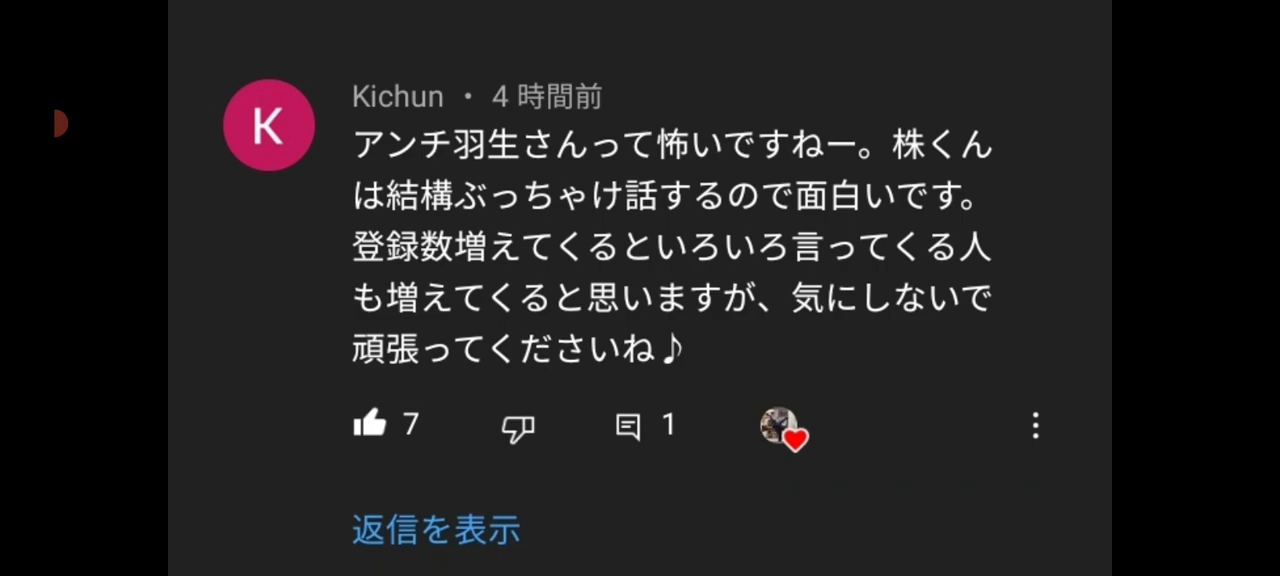 K
Kichun ・ 4 時間前
アンチ羽生さんって怖いですねー。株くん
は結構ぶっちゃけ話するので面白いです。
登録数増えてくるといろいろ言ってくる人
も増えてくると思いますが、気にしないで
頑張ってくださいね♪
7 1
返信を表示